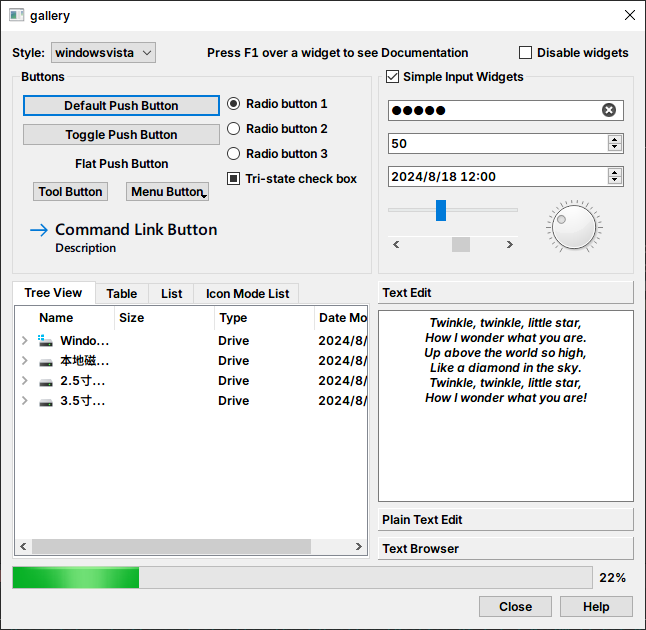 gallery
Style: windowsvista Press F1 over a widget to see Documentation Disable widgets
Buttons
Default Push Button
Toggle Push Button
Flat Push Button
Tool Button Menu Button
Command Link Button
Description
Radio button 1
Radio button 2
Radio button 3
Tri-state check box
Simple Input Widgets
●●●●●
50
2024/8/18 12:00
Tree View Table List Icon Mode List
Name Size Type Date Mo
Windo... Drive 2024/8/
本地磁... Drive 2024/8/
2.5寸... Drive 2024/8/
3.5寸... Drive 2024/8/
Text Edit
Twinkle, twinkle, little star,
How I wonder what you are.
Up above the world so high,
Like a diamond in the sky.
Twinkle, twinkle, little star,
How I wonder what you are!
Plain Text Edit
Text Browser
22%
Close Help